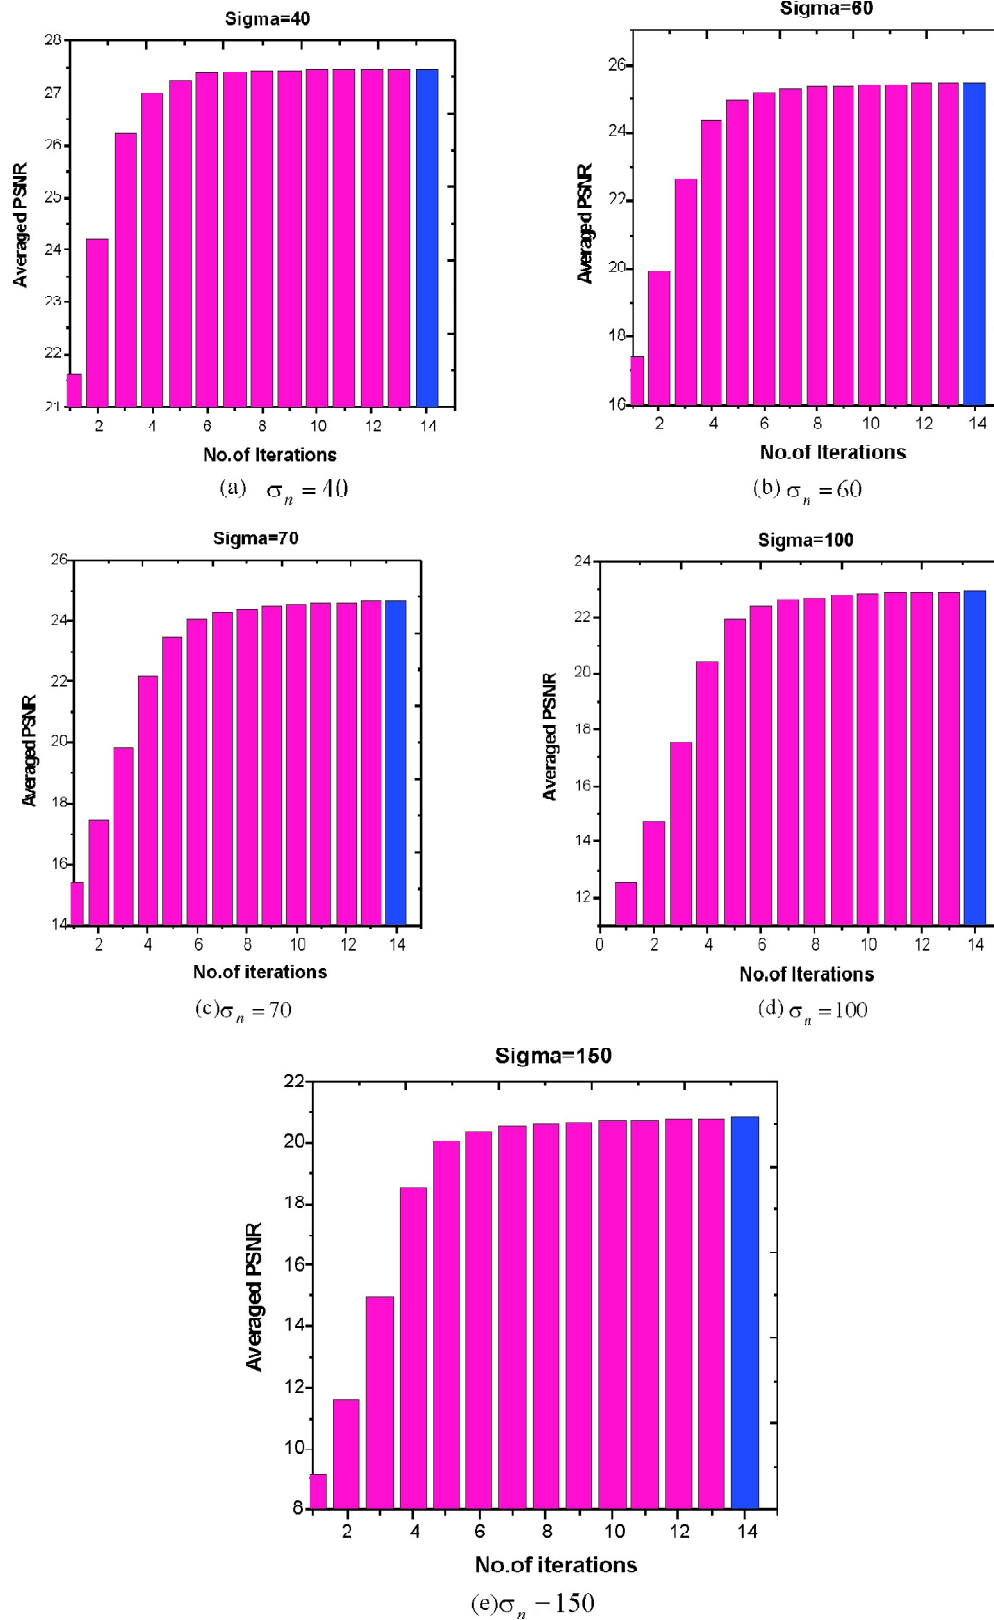 Sigma=40
28
27
26
25
24
23
22
21
Averaged PSNR
2 4 6 8 10 12 14
No.of Iterations
(a) σn = 40
Sigma=60
26
24
22
20
18
16
Averaged PSNR
2 4 6 8 10 12 14
No.of Iterations
(b) σn = 60
Sigma=70
26
24
22
20
18
16
14
Averaged PSNR
2 4 6 8 10 12 14
No.of iterations
(c)σn = 70
Sigma=100
24
22
20
18
16
14
12
Averaged PSNR
0 2 4 6 8 10 12 14
No.of Iterations
(d) σn = 100
Sigma=150
22
20
18
16
14
12
10
8
Averaged PSNR
2 4 6 8 10 12 14
No.of iterations
(e)σn – 150